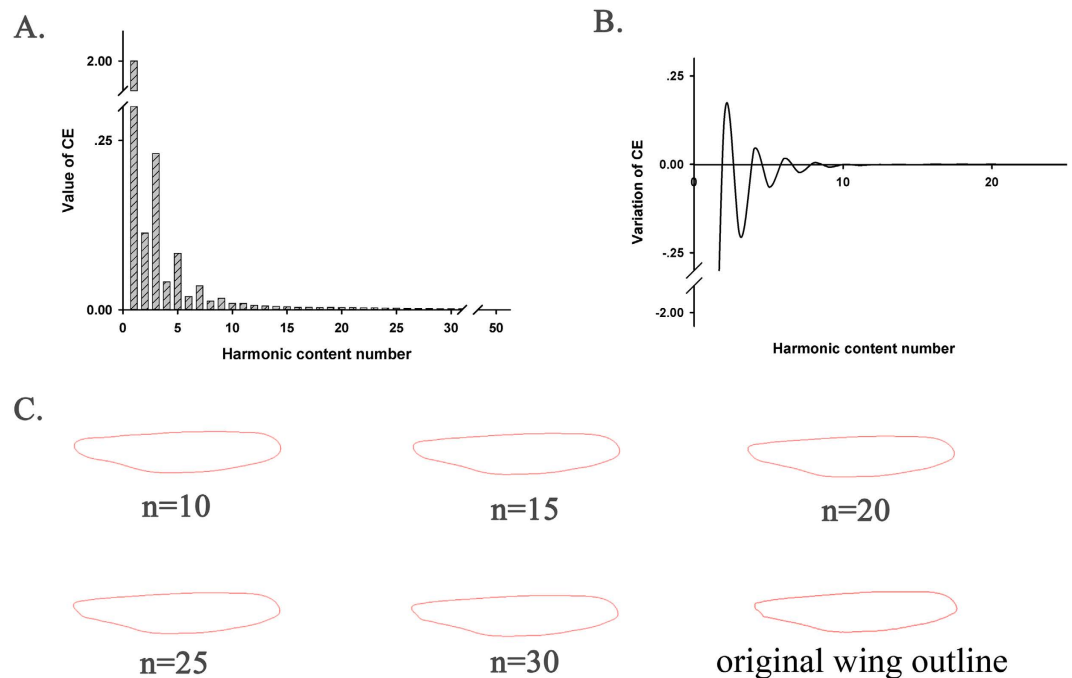 A.
2.00
.25
0.00
Value of CE
0 5 10 15 20 25 30 50
Harmonic content number
B.
.25
0.00
-.25
-2.00
Variation of CE
0 10 20
Harmonic content number
C.
n=10 n=15 n=20
n=25 n=30 original wing outline